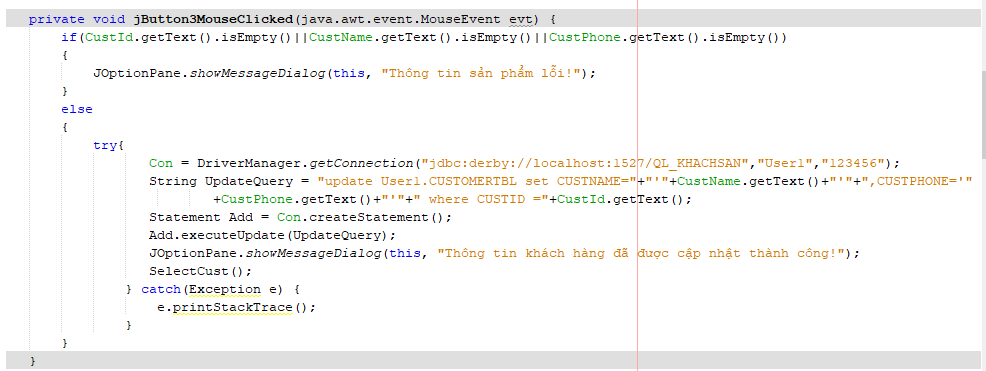 private void jButton3MouseClicked(java.awt.event.MouseEvent evt) {
if(CustId.getText().isEmpty()||CustName.getText().isEmpty()||CustPhone.getText().isEmpty())
{
JOptionPane.showMessageDialog(this, "Thông tin sản phẩm lỗi!");
}
else
{
try{
Con = DriverManager.getConnection("jdbc:derby://localhost:1527/QL_KHACHSAN","User1","123456");
String UpdateQuery = "update User1.CUSTOMERTBL set CUSTNAME="+"'"+CustName.getText()+"'"+",CUSTPHONE='"
+CustPhone.getText()+"'"+" where CUSTID ="+CustId.getText();
Statement Add = Con.createStatement();
Add.executeUpdate(UpdateQuery);
JOptionPane.showMessageDialog(this, "Thông tin khách hàng đã được cập nhật thành công!");
SelectCust();
} catch(Exception e) {
e.printStackTrace();
}
}
}